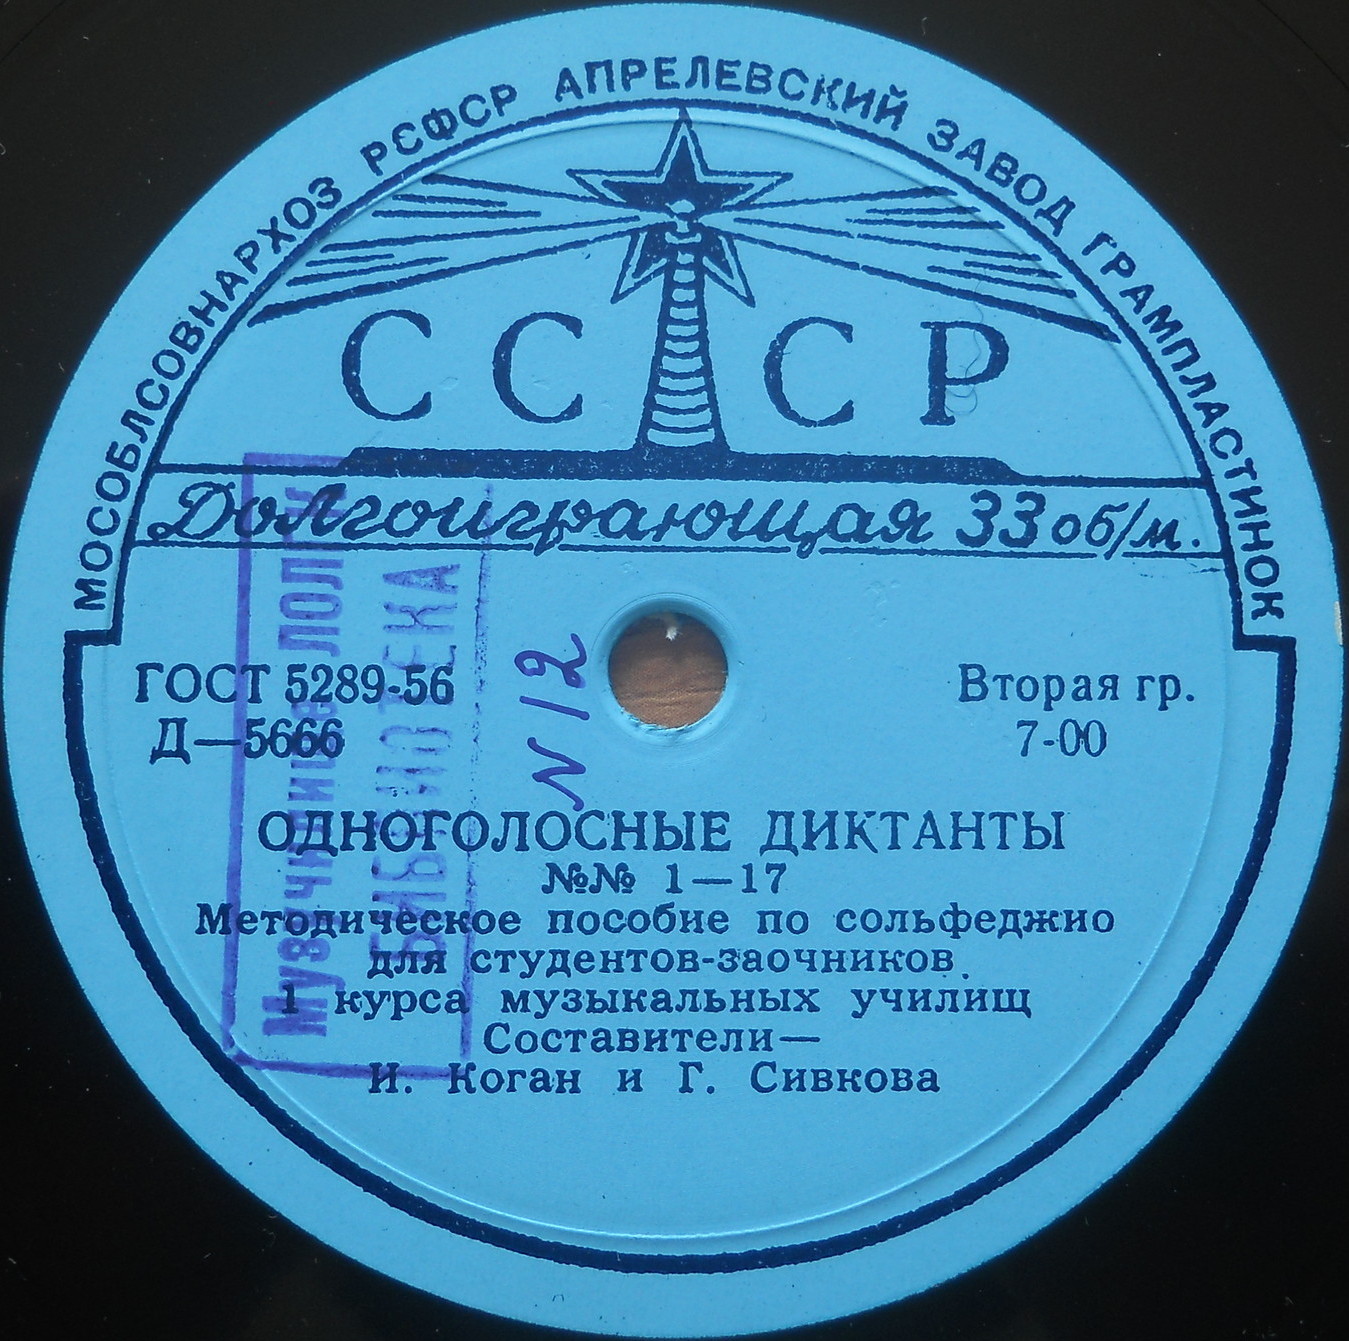 МОСОБЛСОВНАРХОЗ РСФСР АПРЕЛЕВСКИЙ ЗАВОД ГРАМПЛАСТИНОК
СССР
Долгоиграющая 33 об/м.
ГОСТ 5289-56
Д—5666
Вторая гр.
7-00
N 12
ОДНОГОЛОСНЫЕ ДИКТАНТЫ
№№ 1—17
Методическое пособие по сольфеджио
для студентов-заочников
1 курса музыкальных училищ
Составители—
И. Коган и Г. Сивкова
БИБЛИОТЕКА